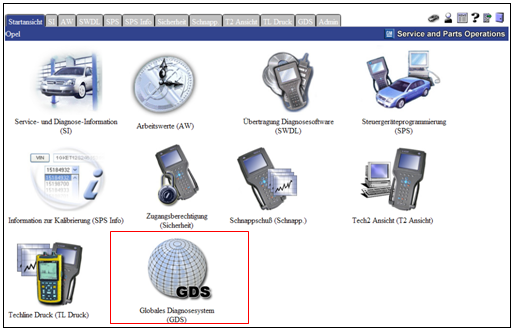 Startansicht SI AW SWDL SPS SPS Info Sicherheit Schnapp. T2 Ansicht TL Druck GDS Admin
Opel
Service and Parts Operations
Service- und Diagnose-Information
(SI)
Arbeitswerte (AW)
Übertragung Diagnosesoftware
(SWDL)
Steuergeräteprogrammierung
(SPS)
VIN
15184932
15184932
15196700
Information zur Kalibrierung (SPS Info)
Zugangsberechtigung
(Sicherheit)
Schnappschuß (Schnapp.)
Tech2 Ansicht (T2 Ansicht)
Techline Druck (TL Druck)
GDS
Globales Diagnosesystem
(GDS)